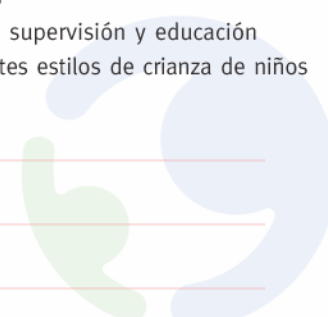 supervisión y educación
tes estilos de crianza de niños